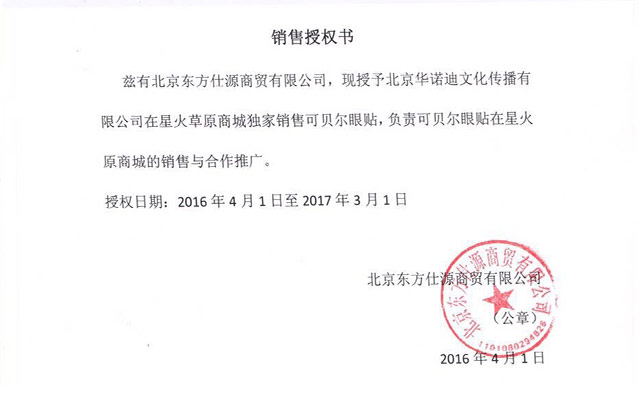 销售授权书
兹有北京东方仕源商贸有限公司，现授予北京华诺迪文化传播有
限公司在星火草原商城独家销售可贝尔眼贴，负责可贝尔眼贴在星火
原商城的销售与合作推广。
授权日期：2016 年 4 月 1 日至 2017 年 3 月 1 日
北京东方仕源商贸有限公司
（公章）
2016 年 4 月 1 日
北京东方仕源商贸有限公司
1101080294826